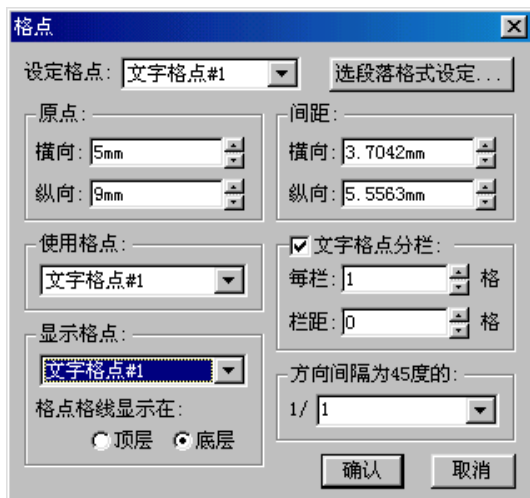 格点
设定格点: 文字格点#1 选段落格式设定...
原点:
横向: 5mm
纵向: 9mm
间距:
横向: 3.7042mm
纵向: 5.5563mm
使用格点:
文字格点#1
文字格点分栏:
每栏: 1 格
栏距: 0 格
显示格点:
文字格点#1
格点格线显示在:
顶层 底层
方向间隔为45度的:
1/ 1
确认 取消